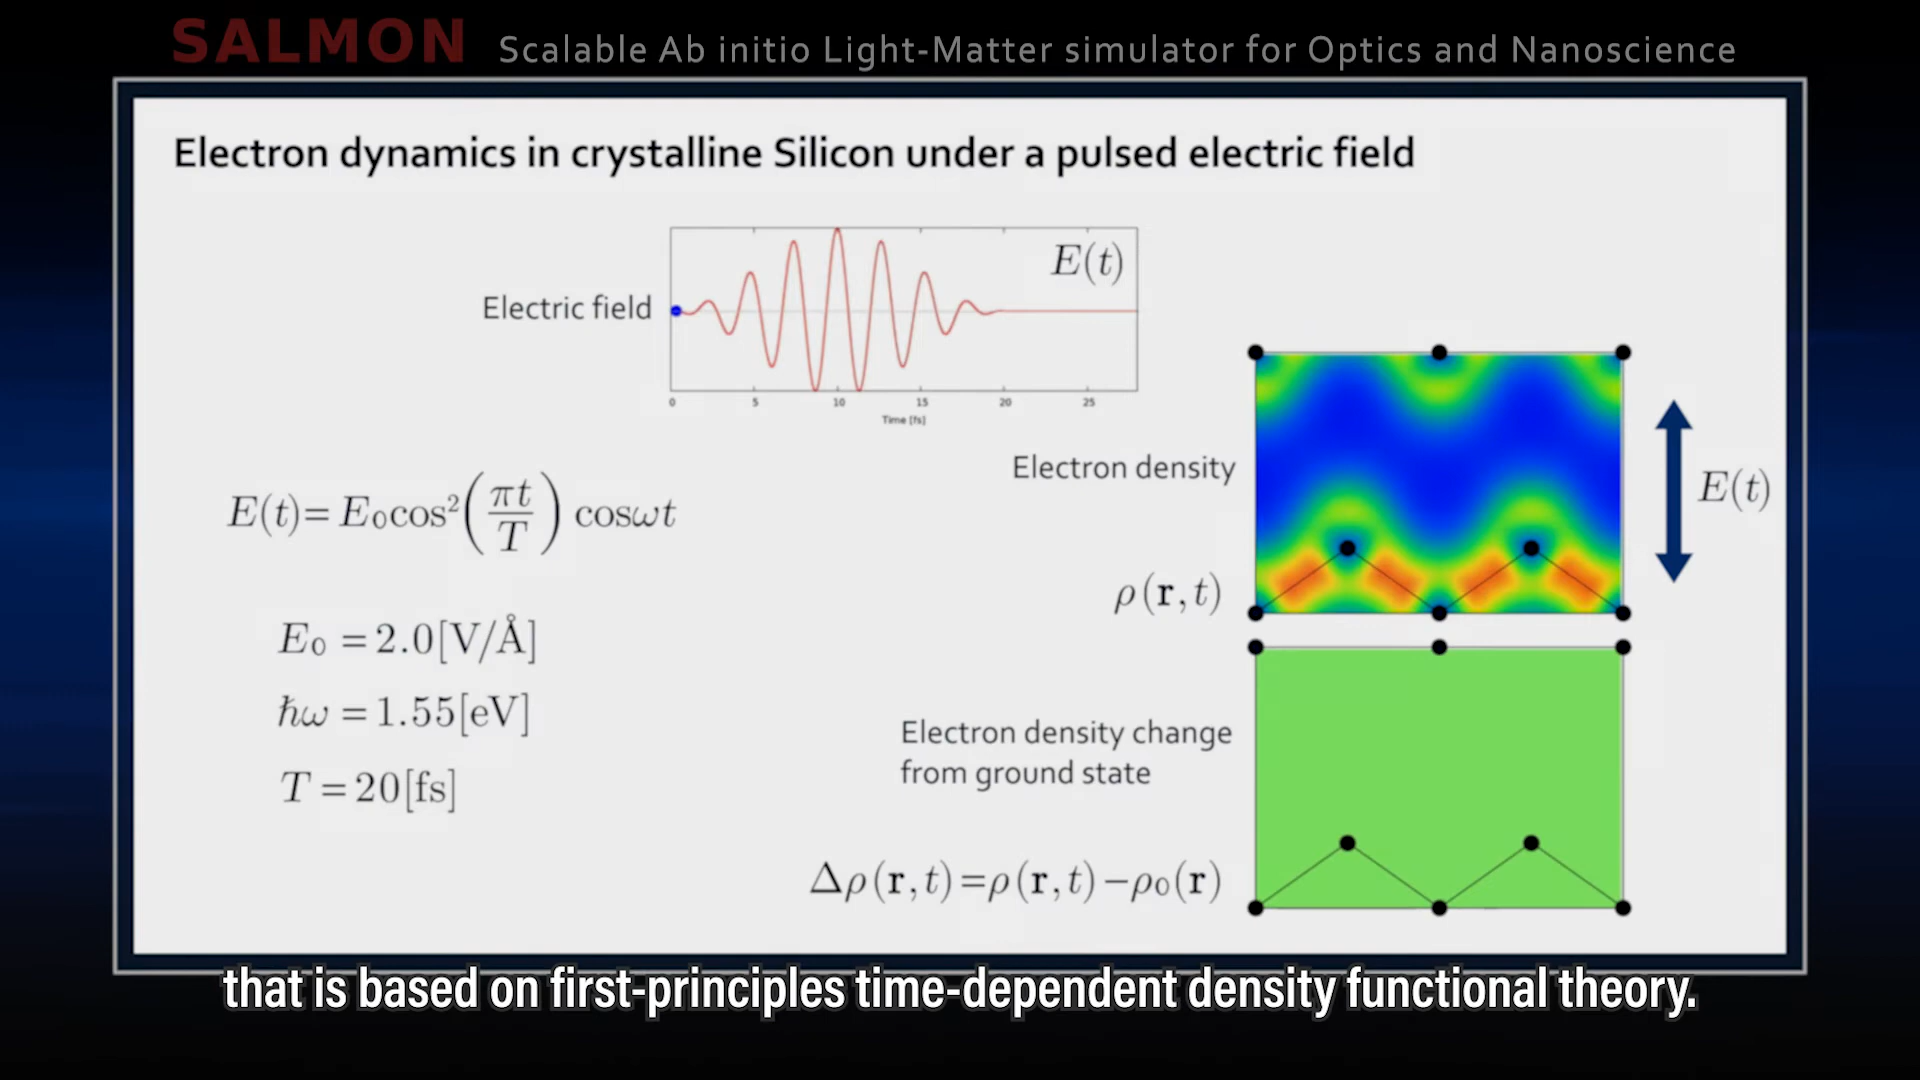 SALMON Scalable Ab initio Light-Matter simulator for Optics and Nanoscience
Electron dynamics in crystalline Silicon under a pulsed electric field
E(t)
Electric field
0 5 10 15 20 25
Time [fs]
Electron density
E(t)
E(t)= E₀cos²(πt/T) cosωt
ρ(r,t)
E₀ = 2.0[V/Å]
ħω = 1.55[eV]
T = 20[fs]
Electron density change
from ground state
Δρ(r,t)=ρ(r,t)−ρ₀(r)
that is based on first-principles time-dependent density functional theory.